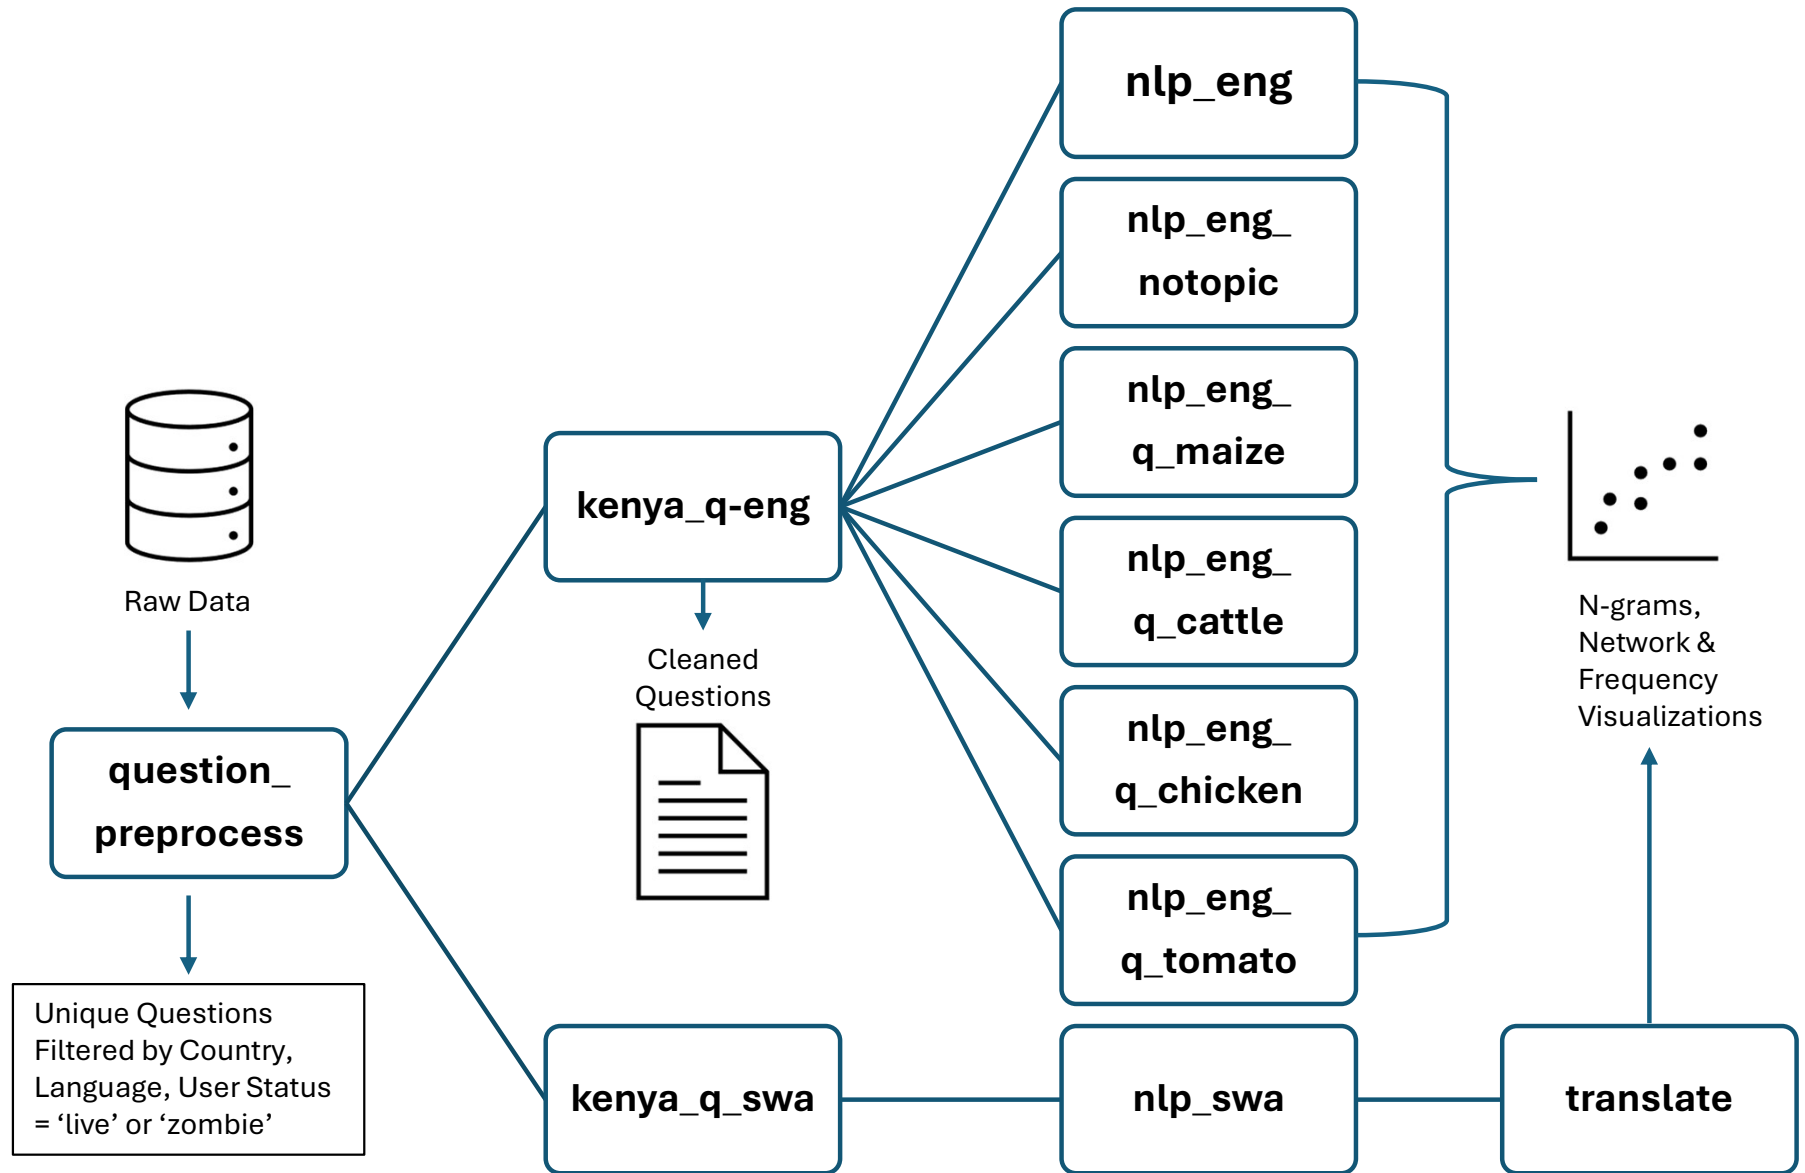 Raw Data
question_
preprocess
Unique Questions
Filtered by Country,
Language, User Status
= ‘live’ or ‘zombie’
kenya_q-eng
Cleaned
Questions
kenya_q_swa
nlp_eng
nlp_eng_
notopic
nlp_eng_
q_maize
nlp_eng_
q_cattle
nlp_eng_
q_chicken
nlp_eng_
q_tomato
nlp_swa
N-grams,
Network &
Frequency
Visualizations
translate